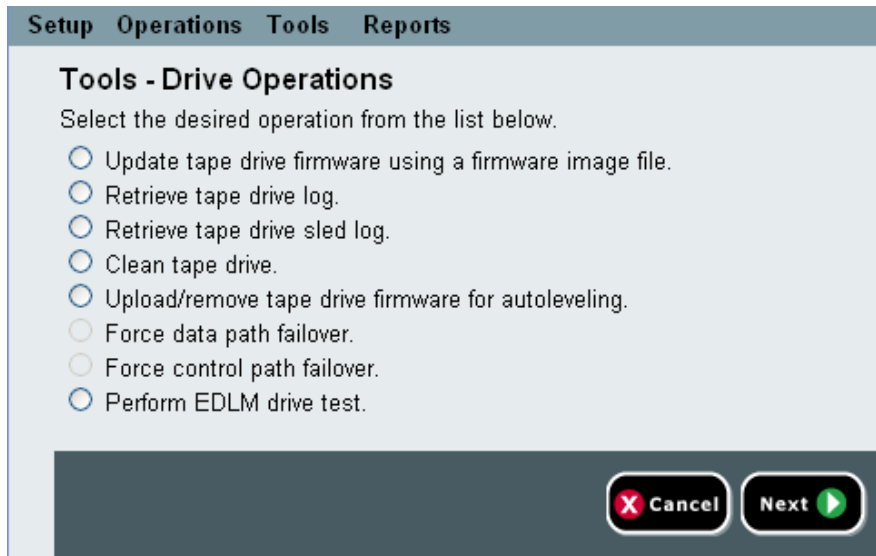 Setup Operations Tools Reports
Tools - Drive Operations
Select the desired operation from the list below.
Update tape drive firmware using a firmware image file.
Retrieve tape drive log.
Retrieve tape drive sled log.
Clean tape drive.
Upload/remove tape drive firmware for autoleveling.
Force data path failover.
Force control path failover.
Perform EDLM drive test.
Cancel Next